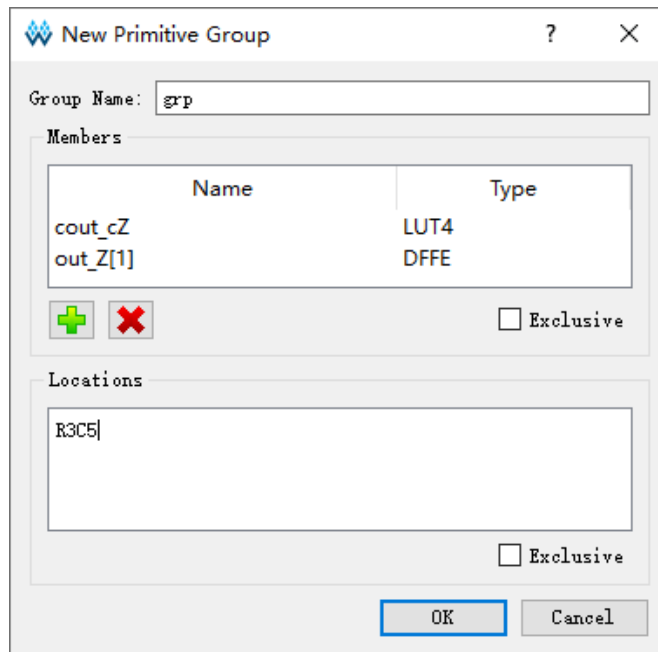 New Primitive Group ?
Group Name: grp
Members
Name Type
cout_cZ LUT4
out_Z[1] DFFE
Exclusive
Locations
R3C5
Exclusive
OK Cancel